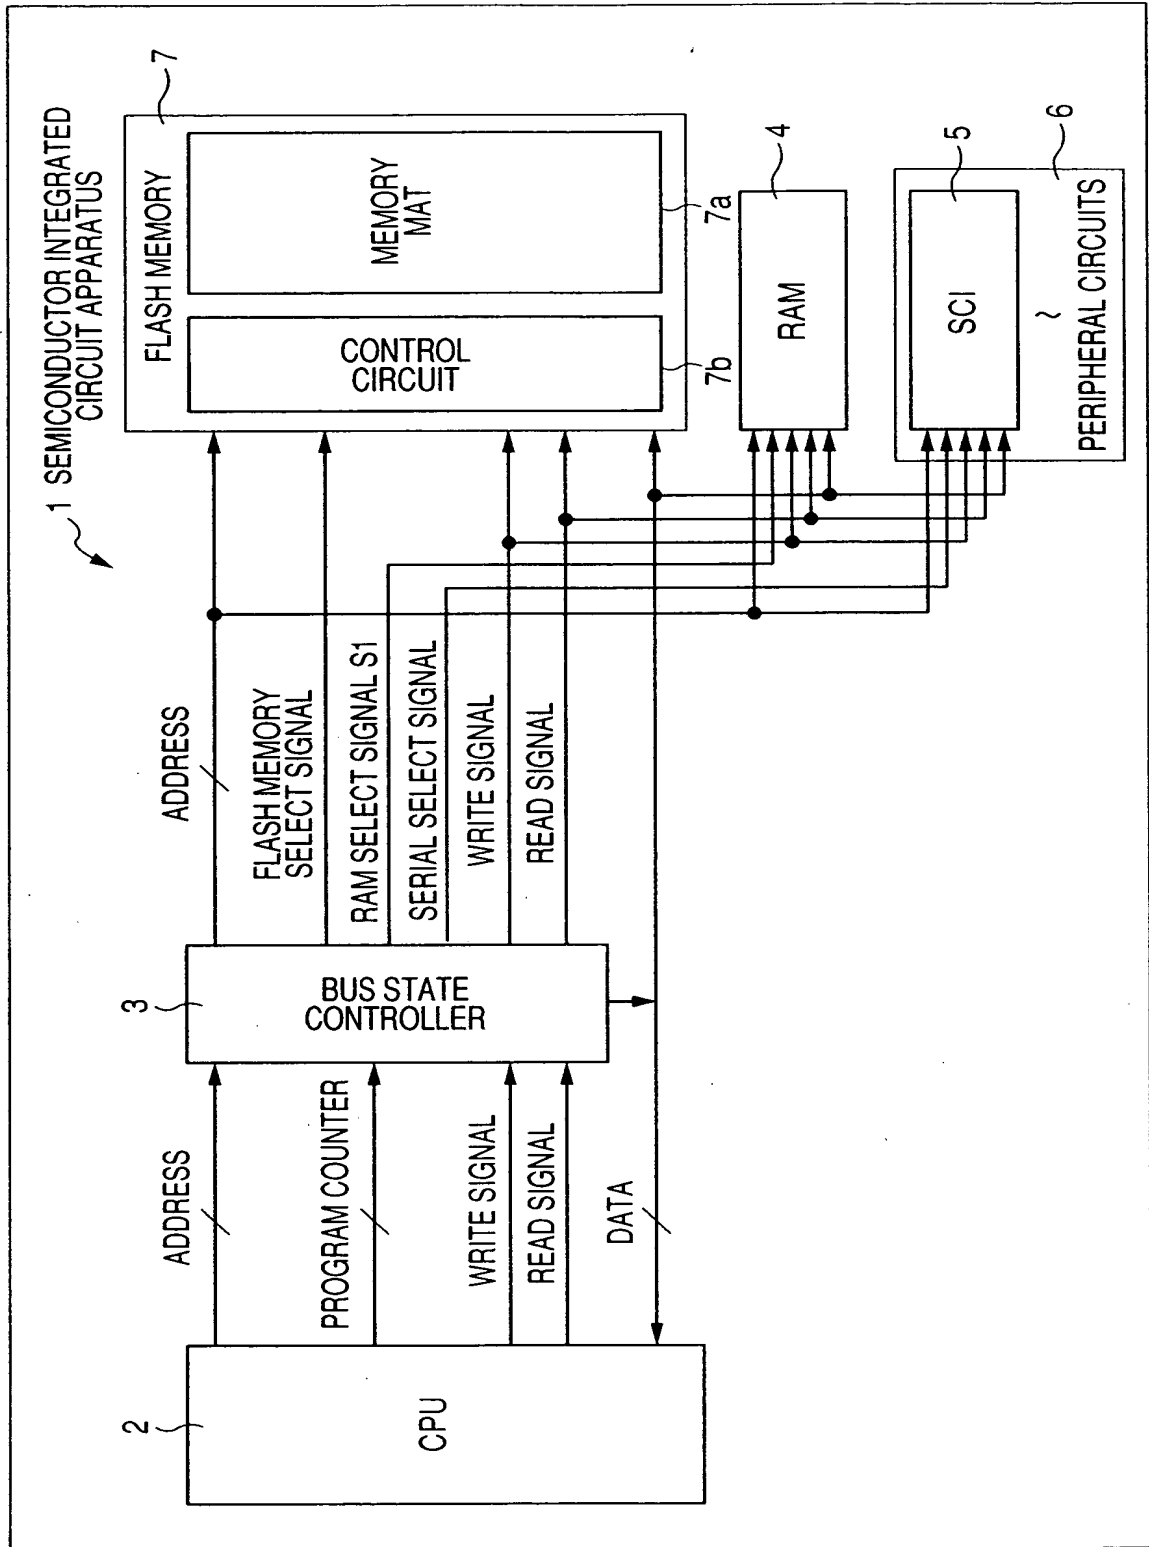 1 SEMICONDUCTOR INTEGRATED
CIRCUIT APPARATUS
2
CPU
ADDRESS
PROGRAM COUNTER
WRITE SIGNAL
READ SIGNAL
DATA
3
BUS STATE
CONTROLLER
ADDRESS
FLASH MEMORY
SELECT SIGNAL
RAM SELECT SIGNAL S1
SERIAL SELECT SIGNAL
WRITE SIGNAL
READ SIGNAL
7
FLASH MEMORY
CONTROL
CIRCUIT
7b
MEMORY
MAT
7a
4
RAM
5
SCI
~
6
PERIPHERAL CIRCUITS